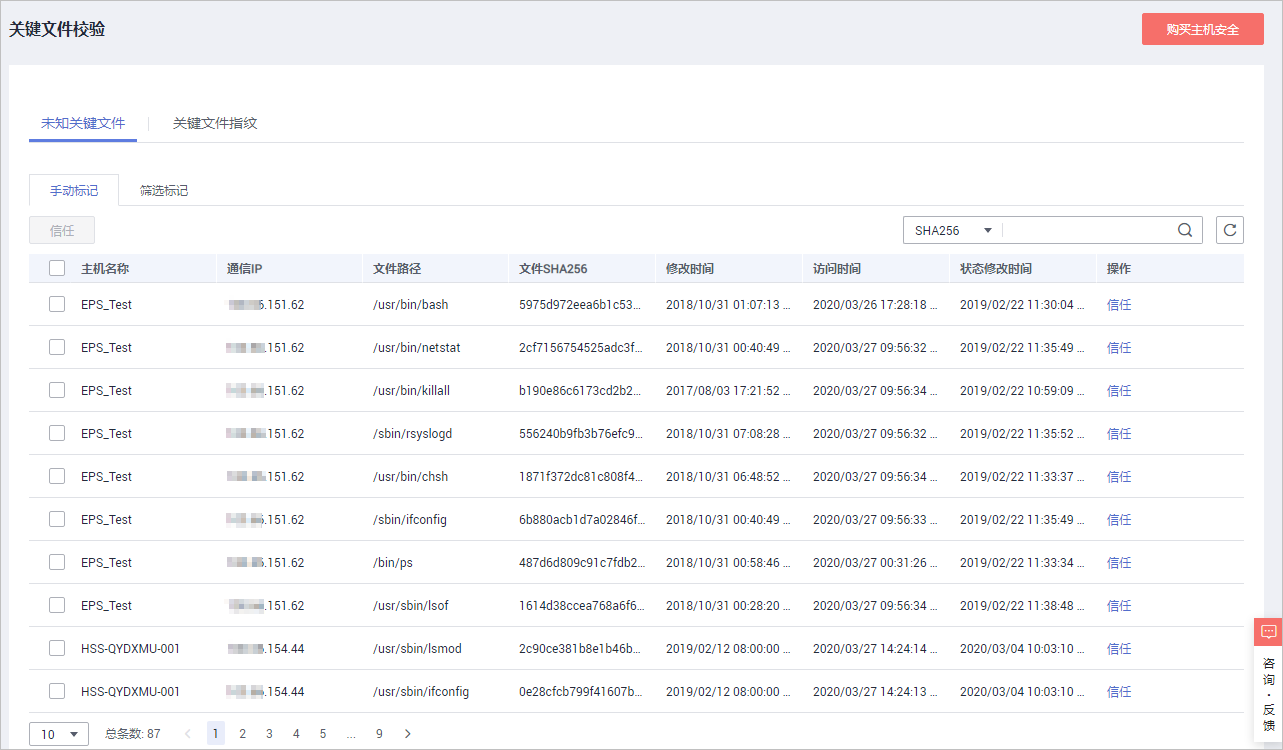 关键文件校验 购买主机安全
未知关键文件 关键文件指纹
手动标记 筛选标记
信任 SHA256
主机名称 通信IP 文件路径 文件SHA256 修改时间 访问时间 状态修改时间 操作
EPS_Test .151.62 /usr/bin/bash 5975d972eea6b1c53... 2018/10/31 01:07:13 ... 2020/03/26 17:28:18 ... 2019/02/22 11:30:04 ... 信任
EPS_Test .151.62 /usr/bin/netstat 2cf7156754525adc3f... 2018/10/31 00:40:49 ... 2020/03/27 09:56:32 ... 2019/02/22 11:35:49 ... 信任
EPS_Test .151.62 /usr/bin/killall b190e86c6173cd2b2... 2017/08/03 17:21:52 ... 2020/03/27 09:56:34 ... 2019/02/22 10:59:09 ... 信任
EPS_Test .151.62 /sbin/rsyslogd 556240b9fb3b76efc9... 2018/10/31 07:08:28 ... 2020/03/27 09:56:32 ... 2019/02/22 11:35:52 ... 信任
EPS_Test .151.62 /usr/bin/chsh 1871f372dc81c808f4... 2018/10/31 06:48:52 ... 2020/03/27 09:56:34 ... 2019/02/22 11:33:37 ... 信任
EPS_Test .151.62 /sbin/ifconfig 6b880acb1d7a02846f... 2018/10/31 00:40:49 ... 2020/03/27 09:56:33 ... 2019/02/22 11:35:49 ... 信任
EPS_Test .151.62 /bin/ps 487d6d809c91c7fdb2... 2018/10/31 00:58:46 ... 2020/03/27 00:31:26 ... 2019/02/22 11:33:34 ... 信任
EPS_Test .151.62 /usr/sbin/lsof 1614d38ccea768a6f6... 2018/10/31 00:28:20 ... 2020/03/27 09:56:34 ... 2019/02/22 11:38:48 ... 信任
HSS-QYDXMU-001 .154.44 /usr/sbin/lsmod 2c90ce381b8e1b46b... 2019/02/12 08:00:00 ... 2020/03/27 14:24:14 ... 2020/03/04 10:03:10 ... 信任
HSS-QYDXMU-001 .154.44 /usr/sbin/ifconfig 0e28cfcb799f41607b... 2019/02/12 08:00:00 ... 2020/03/27 14:24:13 ... 2020/03/04 10:03:10 ... 信任
10 总条数: 87 < 1 2 3 4 5 ... 9 >
咨询·反馈